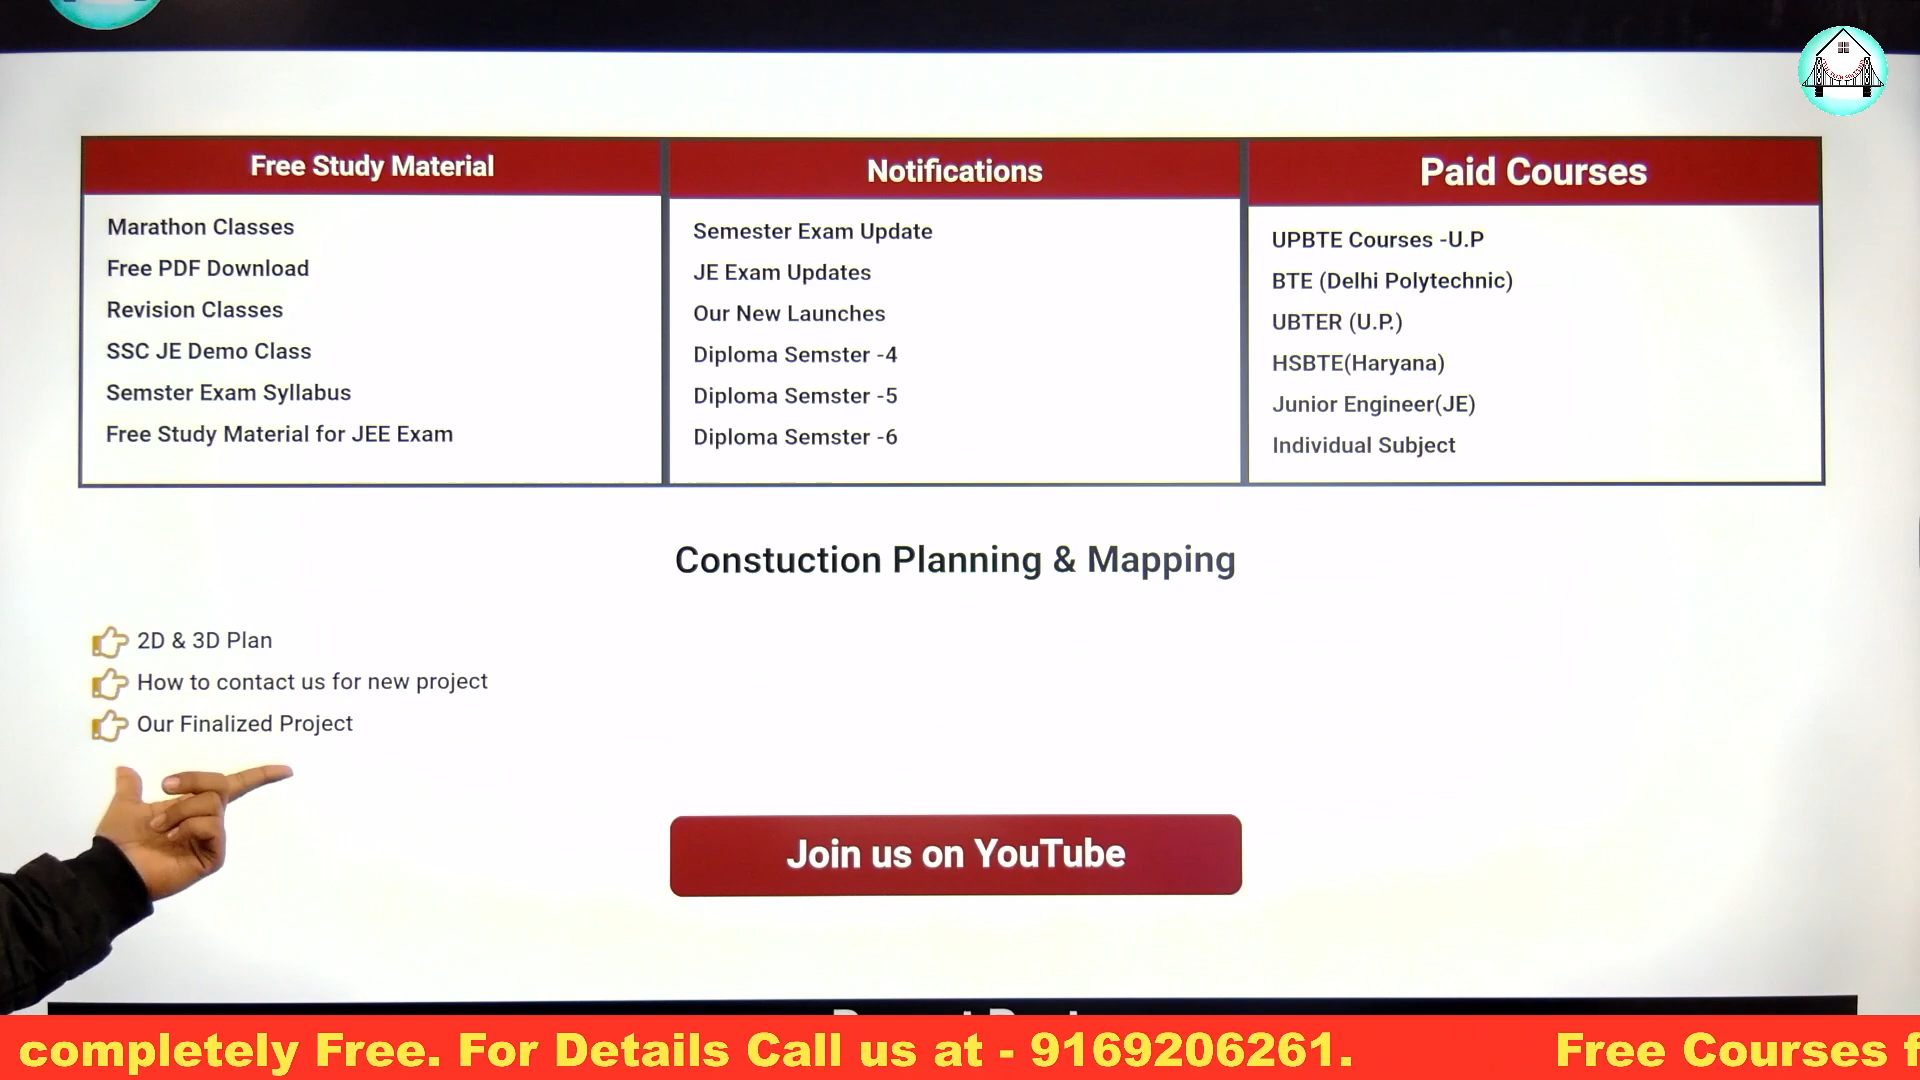 Free Study Material
Marathon Classes
Free PDF Download
Revision Classes
SSC JE Demo Class
Semster Exam Syllabus
Free Study Material for JEE Exam
Notifications
Semester Exam Update
JE Exam Updates
Our New Launches
Diploma Semster -4
Diploma Semster -5
Diploma Semster -6
Paid Courses
UPBTE Courses -U.P
BTE (Delhi Polytechnic)
UBTER (U.P.)
HSBTE(Haryana)
Junior Engineer(JE)
Individual Subject
Constuction Planning & Mapping
2D & 3D Plan
How to contact us for new project
Our Finalized Project
Join us on YouTube
completely Free. For Details Call us at - 9169206261. Free Courses f